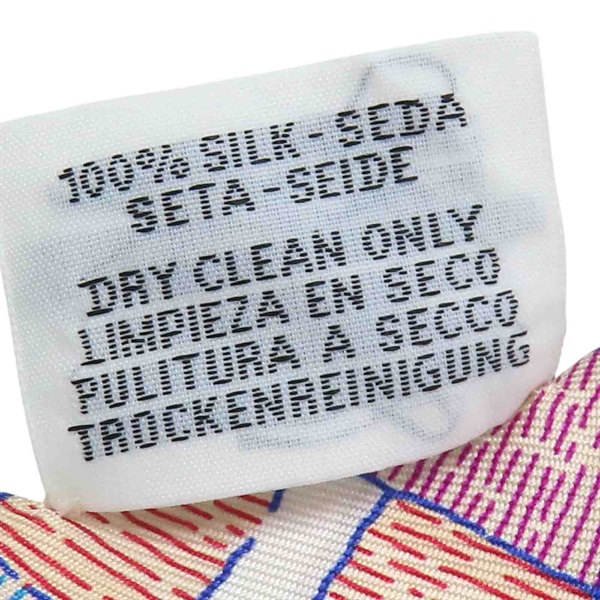 100% SILK-SEDA
SETA-SEIDE
DRY CLEAN ONLY
LIMPIEZA EN SECO
PULITURA A SECCO
TROCKENREINIGUNG